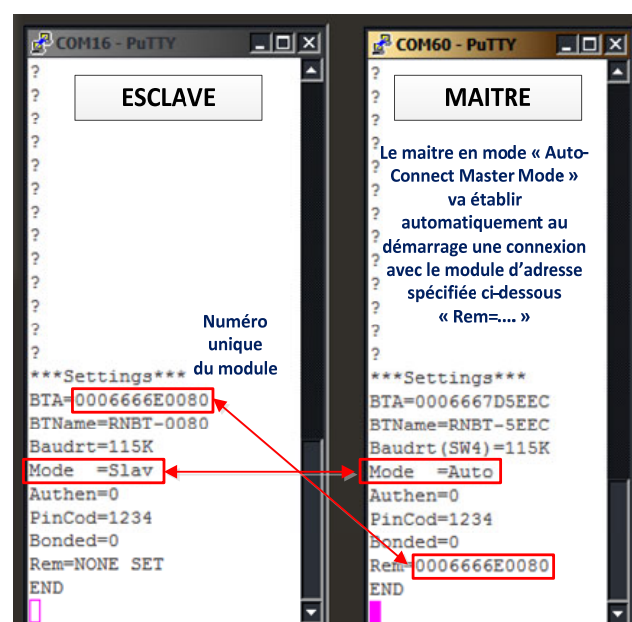 COM16 - PuTTY
?
?
?
?
?
?
?
?
?
?
?
?
?
ESCLAVE
Numéro
unique
du module
***Settings***
BTA=0006666E0080
BTName=RNBT-0080
Baudrt=115K
Mode =Slav
Authen=0
PinCod=1234
Bonded=0
Rem=NONE SET
END
COM60 - PuTTY
?
?
?
?
?
?
?
?
?
?
?
?
?
MAITRE
Le maitre en mode « Auto-
Connect Master Mode »
va établir
automatiquement au
démarrage une connexion
avec le module d'adresse
spécifiée ci-dessous
« Rem=.... »
***Settings***
BTA=0006667D5EEC
BTName=RNBT-5EEC
Baudrt(SW4)=115K
Mode =Auto
Authen=0
PinCod=1234
Bonded=0
Rem=0006666E0080
END